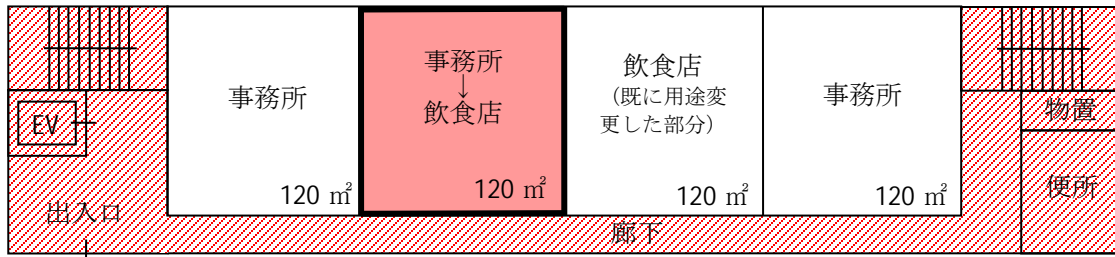 事務所
120 ㎡
事務所
↓
飲食店
120 ㎡
飲食店
（既に用途変
更した部分）
120 ㎡
事務所
120 ㎡
EV
出入口
廊下
物置
便所